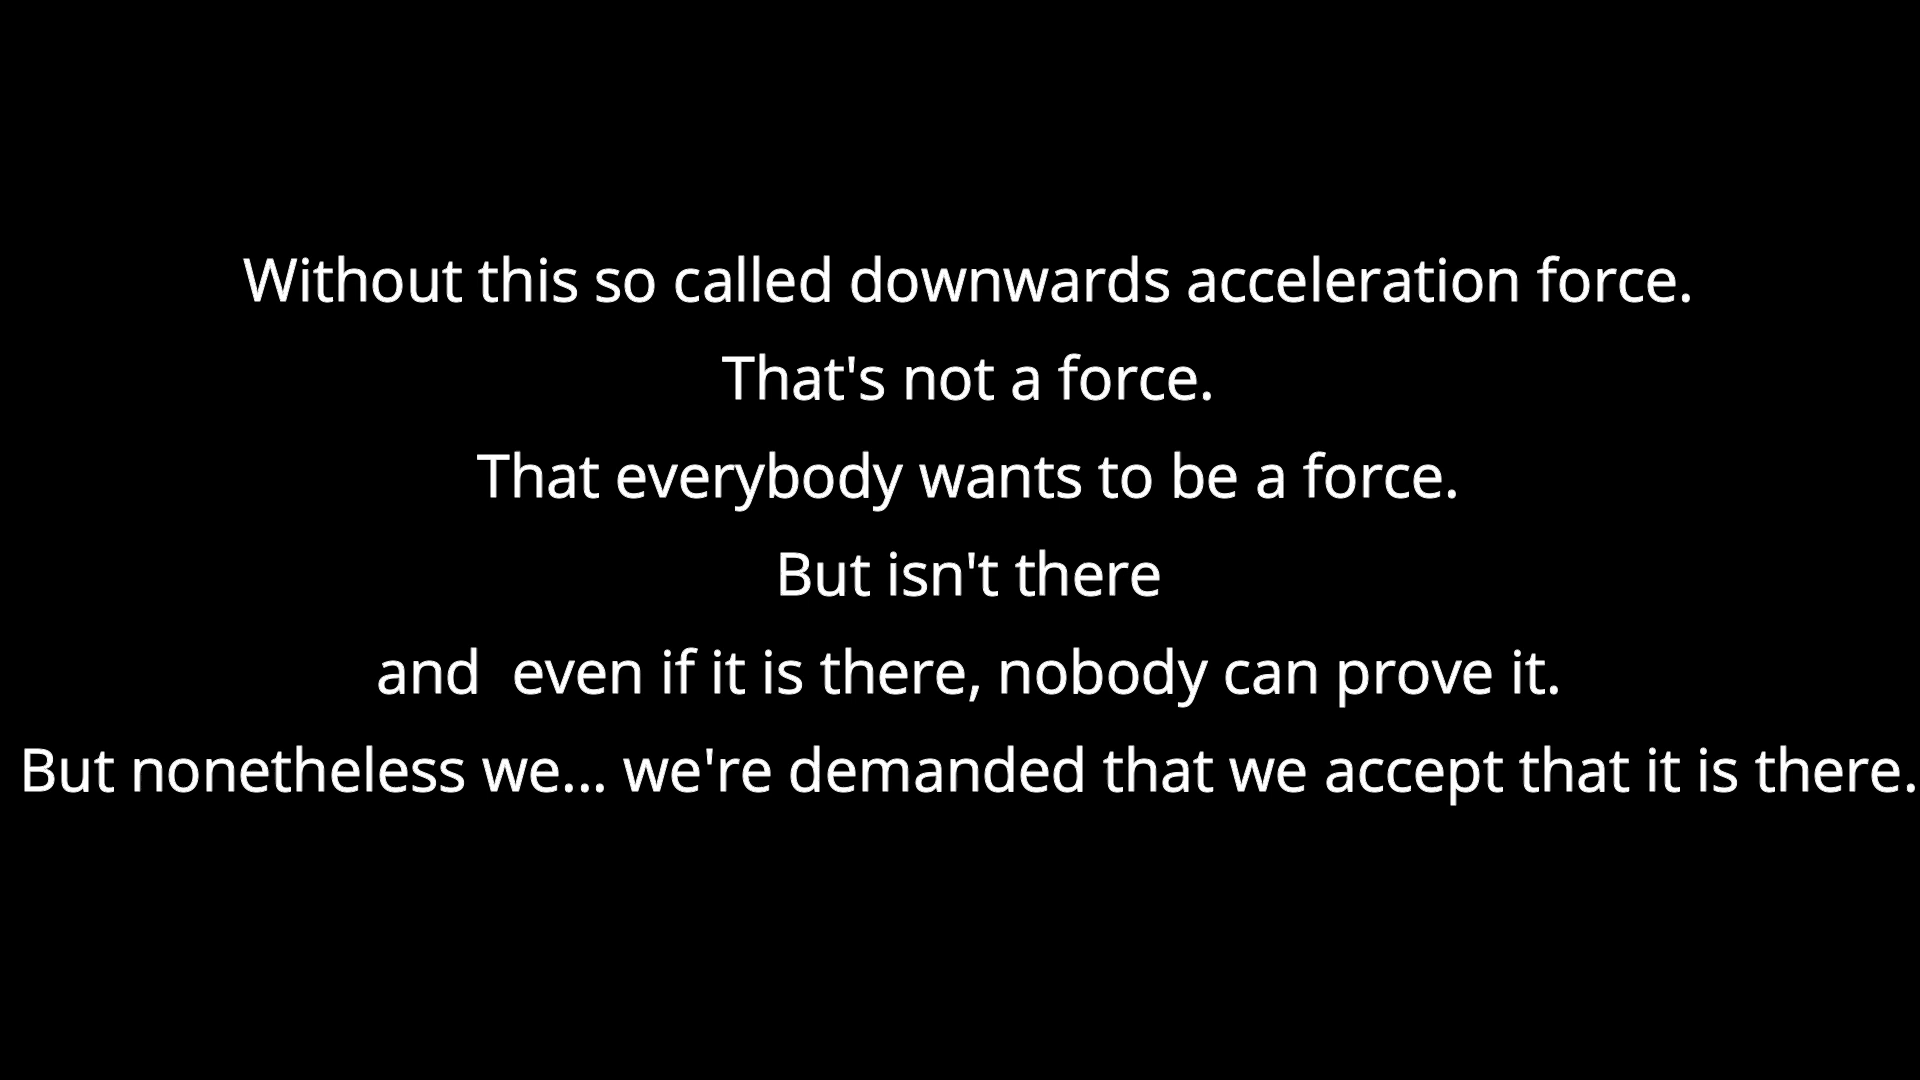 Without this so called downwards acceleration force.
That's not a force.
That everybody wants to be a force.
But isn't there
and  even if it is there, nobody can prove it.
But nonetheless we... we're demanded that we accept that it is there.